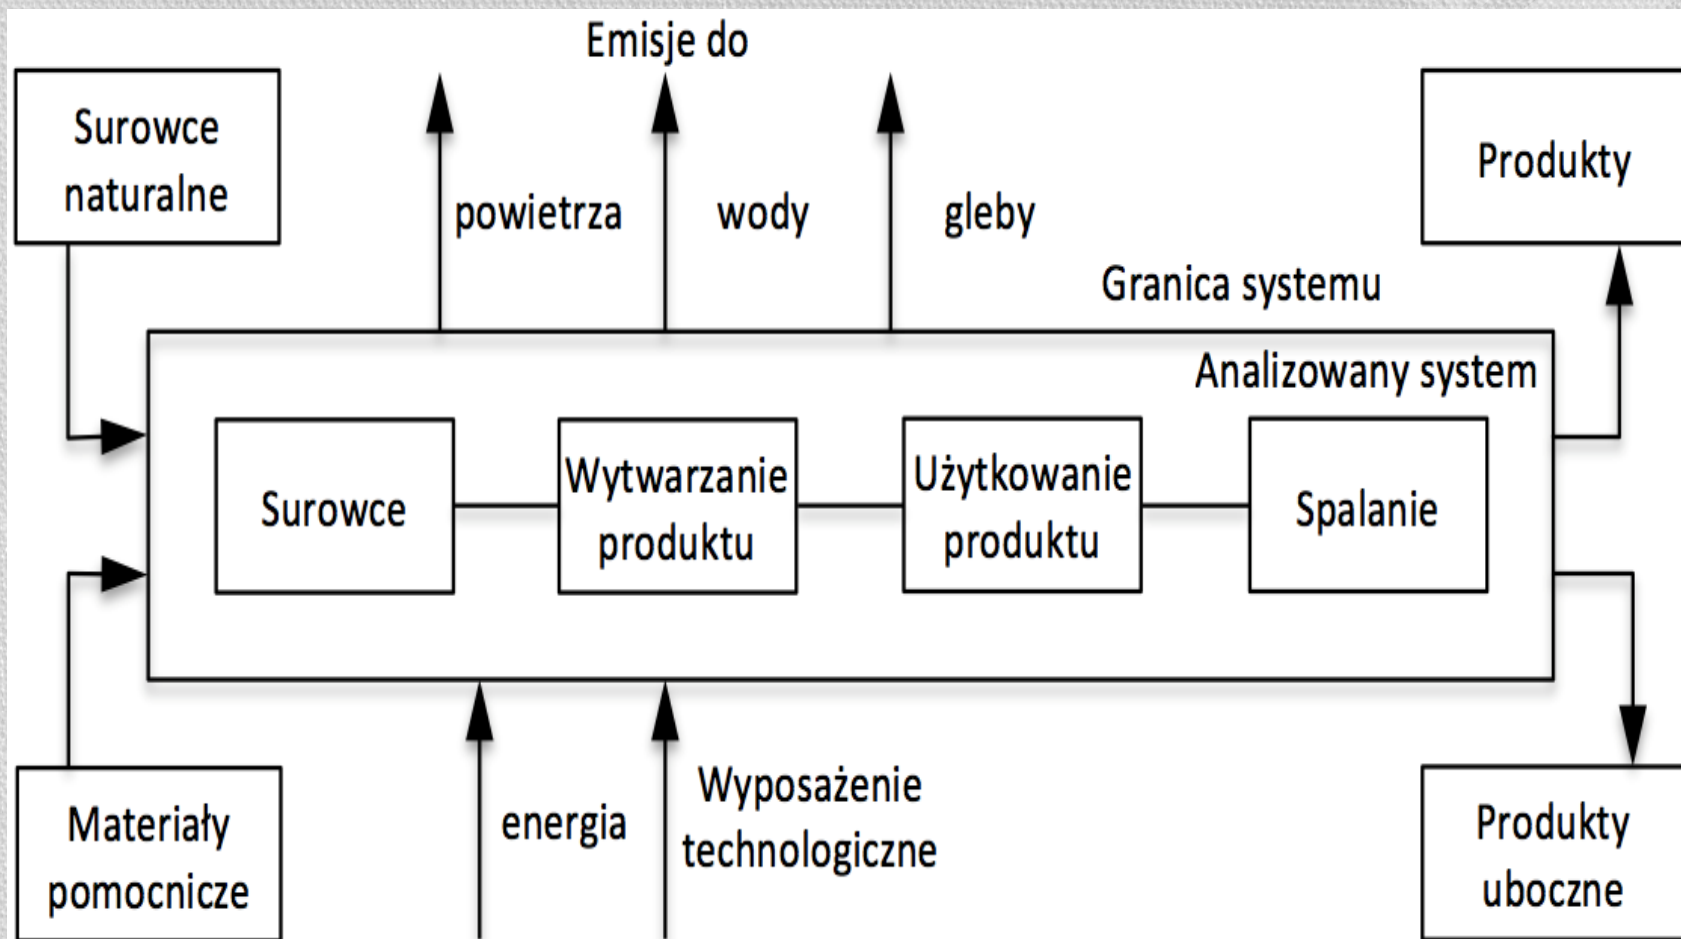 Emisje do
Surowce
naturalne
powietrza
wody
gleby
Produkty
Granica systemu
Analizowany system
Surowce
Wytwarzanie
produktu
Użytkowanie
produktu
Spalanie
Materiały
pomocnicze
energia
Wyposażenie
technologiczne
Produkty
uboczne